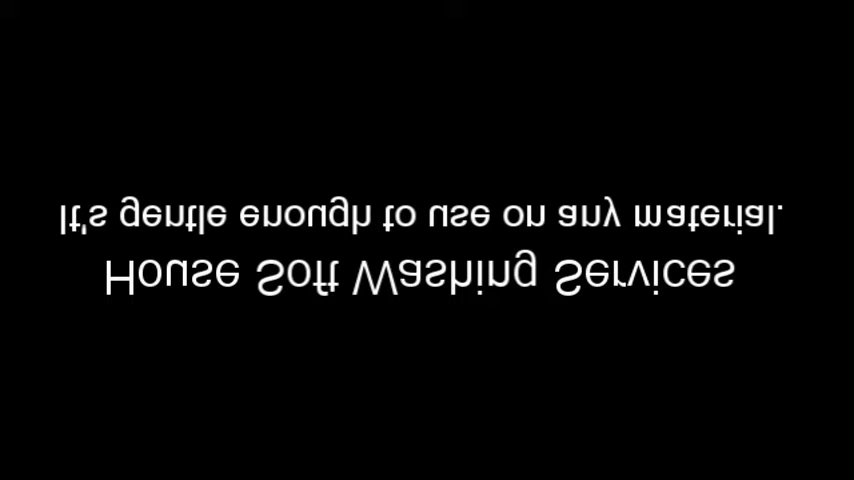 House Soft Washing Services
It's gentle enough to use on any material.